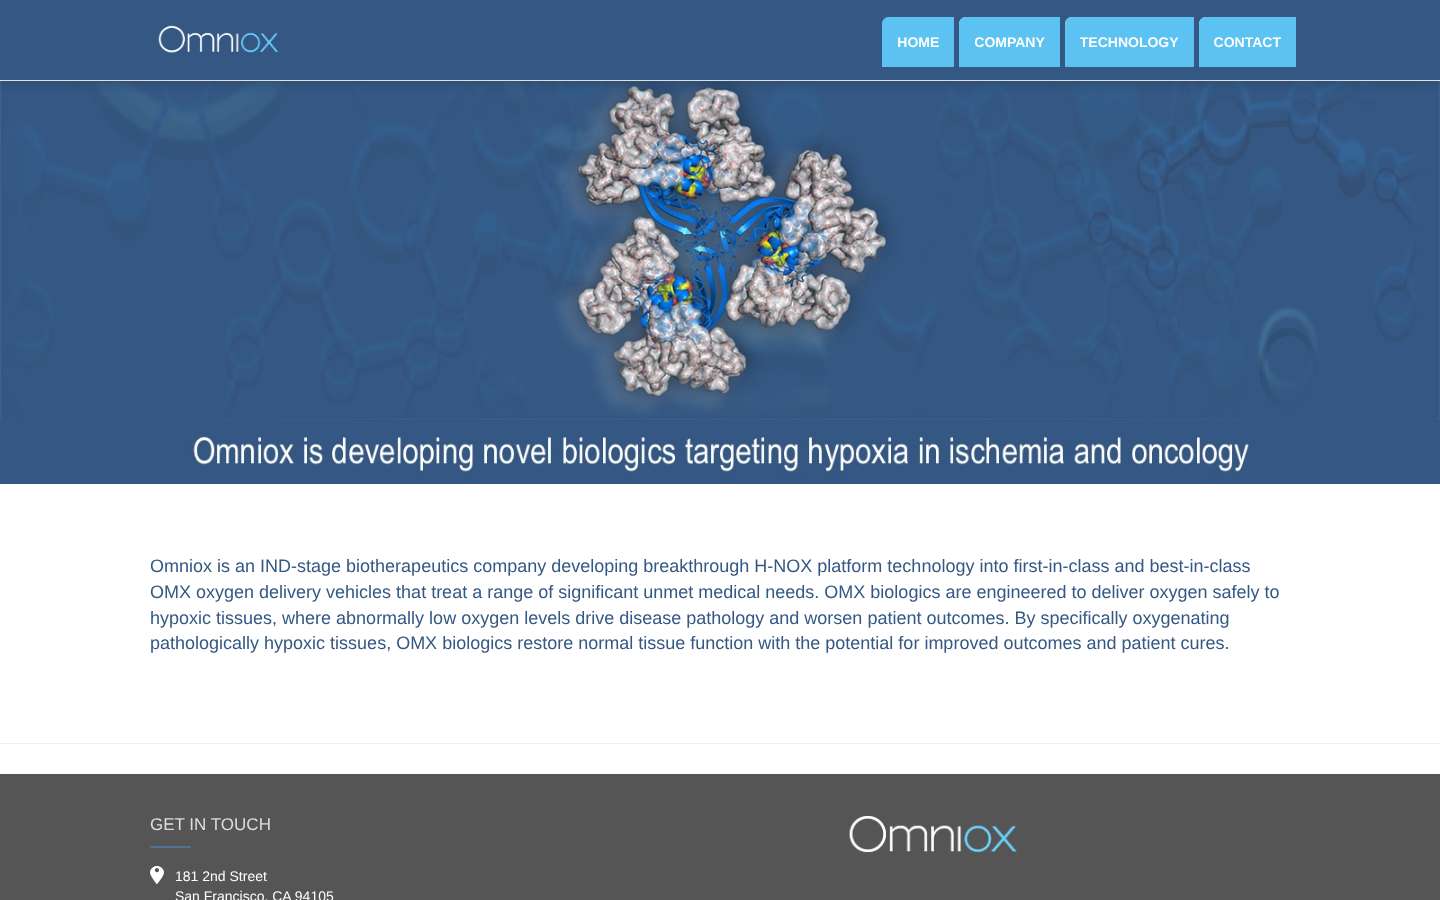 Omniox
HOME
COMPANY
TECHNOLOGY
CONTACT
Omniox is developing novel biologics targeting hypoxia in ischemia and oncology
Omniox is an IND-stage biotherapeutics company developing breakthrough H-NOX platform technology into first-in-class and best-in-class
OMX oxygen delivery vehicles that treat a range of significant unmet medical needs. OMX biologics are engineered to deliver oxygen safely to
hypoxic tissues, where abnormally low oxygen levels drive disease pathology and worsen patient outcomes. By specifically oxygenating
pathologically hypoxic tissues, OMX biologics restore normal tissue function with the potential for improved outcomes and patient cures.
GET IN TOUCH
181 2nd Street
San Francisco, CA 94105
Omniox